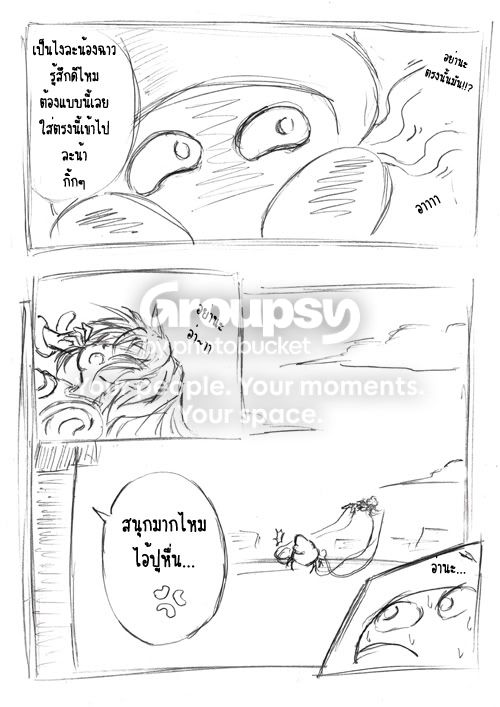 เป็นไงละน้องฉาว
รู้สึกดีไหม
ต้องแบบนี้เลย
ใส่ตรงนี้เข้าไป
ละน้า
กิ๊กๆ
อย่านะ
ตรงนั้นมัน!!?
อาาา
อยานะ
อ๋~า
Groupsy
by photobucket
Your people. Your moments.
Your space.
สนุกมากไหม
ไอ้ปูหื่น...
อานะ...